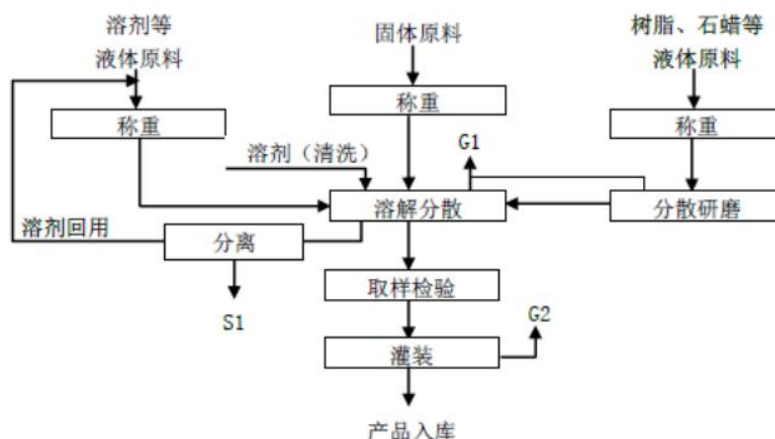 溶剂等
液体原料
固体原料
树脂、石蜡等
液体原料
称重
称重
称重
溶剂（清洗）
G1
溶解分散
分散研磨
溶剂回用
分离
取样检验
S1
G2
灌装
产品入库